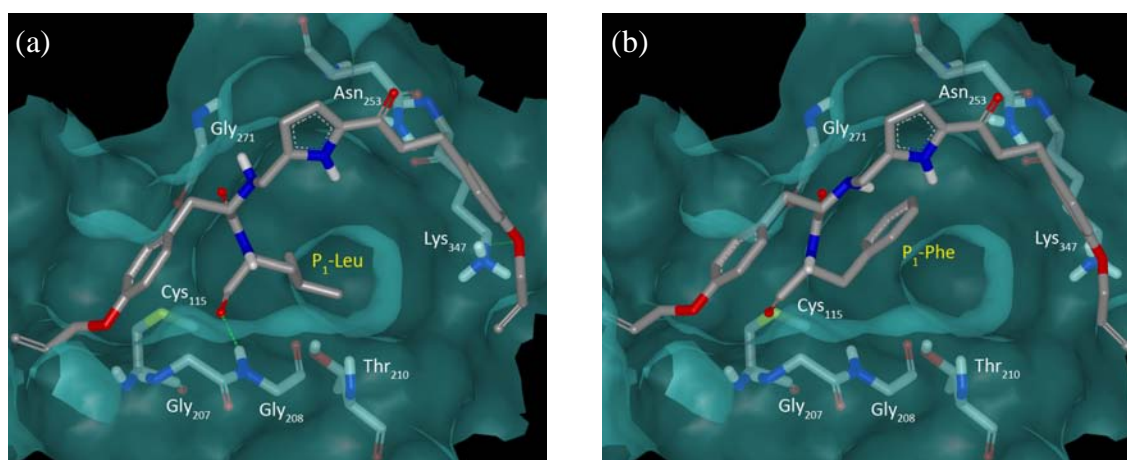 (a)
Asn253
Gly271
Lys347
P1-Leu
Cys115
Thr210
Gly207
Gly208
(b)
Asn253
Gly271
Lys347
P1-Phe
Cys115
Thr210
Gly207
Gly208